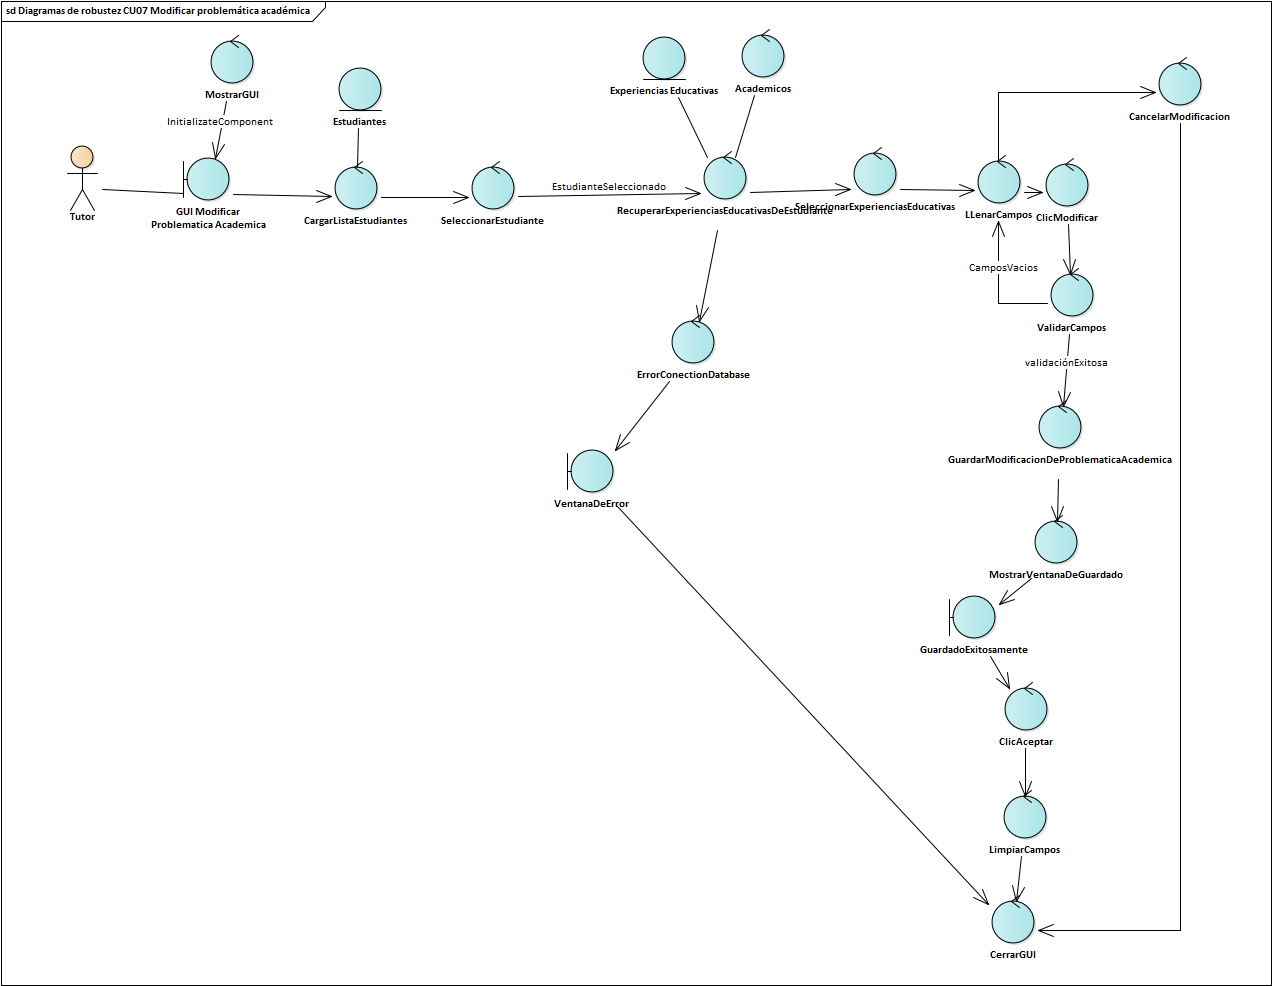 sd Diagramas de robustez CU07 Modificar problemática académica
MostrarGUI
InitializateComponent
Estudiantes
Experiencias Educativas
Academicos
CancelarModificacion
Tutor
GUI Modificar
Problematica Academica
CargarListaEstudiantes
SeleccionarEstudiante
EstudianteSeleccionado
RecuperarExperienciasEducativasDeEstudiante
SeleccionarExperienciasEducativas
LLenarCampos
ClicModificar
CamposVacios
ValidarCampos
validaciónExitosa
ErrorConectionDatabase
GuardarModificacionDeProblematicaAcademica
VentanaDeError
MostrarVentanaDeGuardado
GuardadoExitosamente
ClicAceptar
LimpiarCampos
CerrarGUI